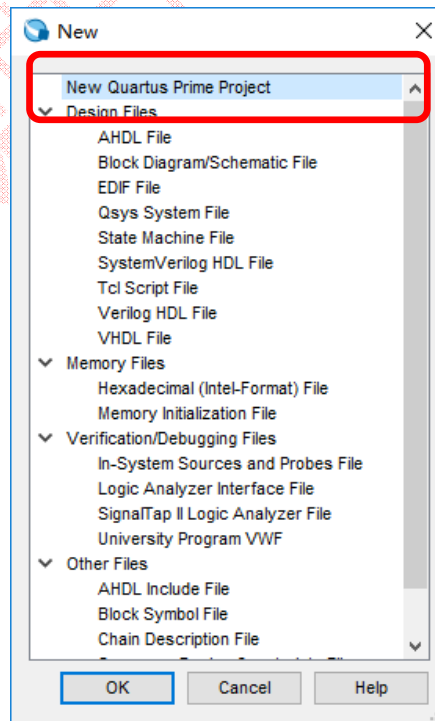 New
New Quartus Prime Project
Design Files
AHDL File
Block Diagram/Schematic File
EDIF File
Qsys System File
State Machine File
SystemVerilog HDL File
Tcl Script File
Verilog HDL File
VHDL File
Memory Files
Hexadecimal (Intel-Format) File
Memory Initialization File
Verification/Debugging Files
In-System Sources and Probes File
Logic Analyzer Interface File
SignalTap II Logic Analyzer File
University Program VWF
Other Files
AHDL Include File
Block Symbol File
Chain Description File
OK Cancel Help